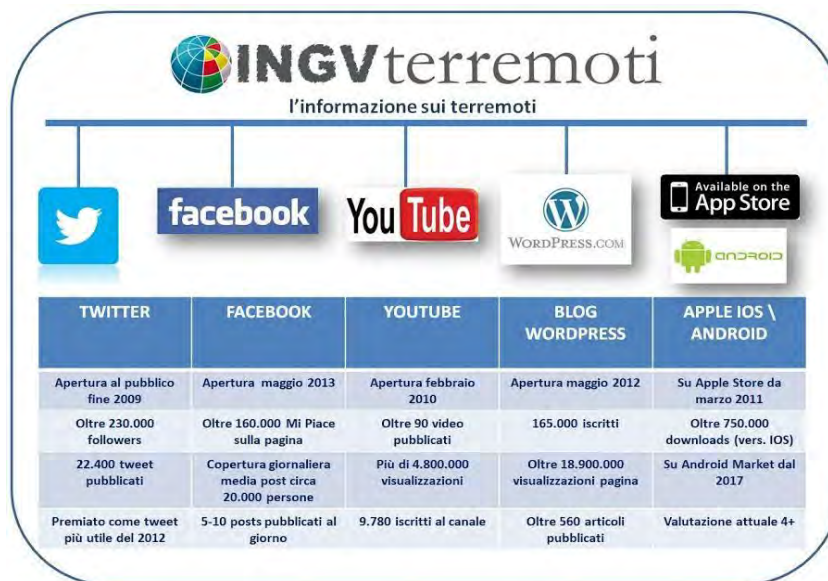 INGVterremoti
l'informazione sui terremoti
facebook
You Tube
WORDPRESS.COM
Available on the
App Store
ANDROID
TWITTER
FACEBOOK
YOUTUBE
BLOG
WORDPRESS
APPLE IOS \
ANDROID
Apertura al pubblico
fine 2009
Apertura maggio 2013
Apertura febbraio
2010
Apertura maggio 2012
Su Apple Store da
marzo 2011
Oltre 230.000
followers
Oltre 160.000 Mi Piace
sulla pagina
Oltre 90 video
pubblicati
165.000 iscritti
Oltre 750.000
downloads (vers. IOS)
22.400 tweet
pubblicati
Copertura giornaliera
media post circa
20.000 persone
Più di 4.800.000
visualizzazioni
Oltre 18.900.000
visualizzazioni pagina
Su Android Market dal
2017
Premiato come tweet
più utile del 2012
5-10 posts pubblicati al
giorno
9.780 iscritti al canale
Oltre 560 articoli
pubblicati
Valutazione attuale 4+